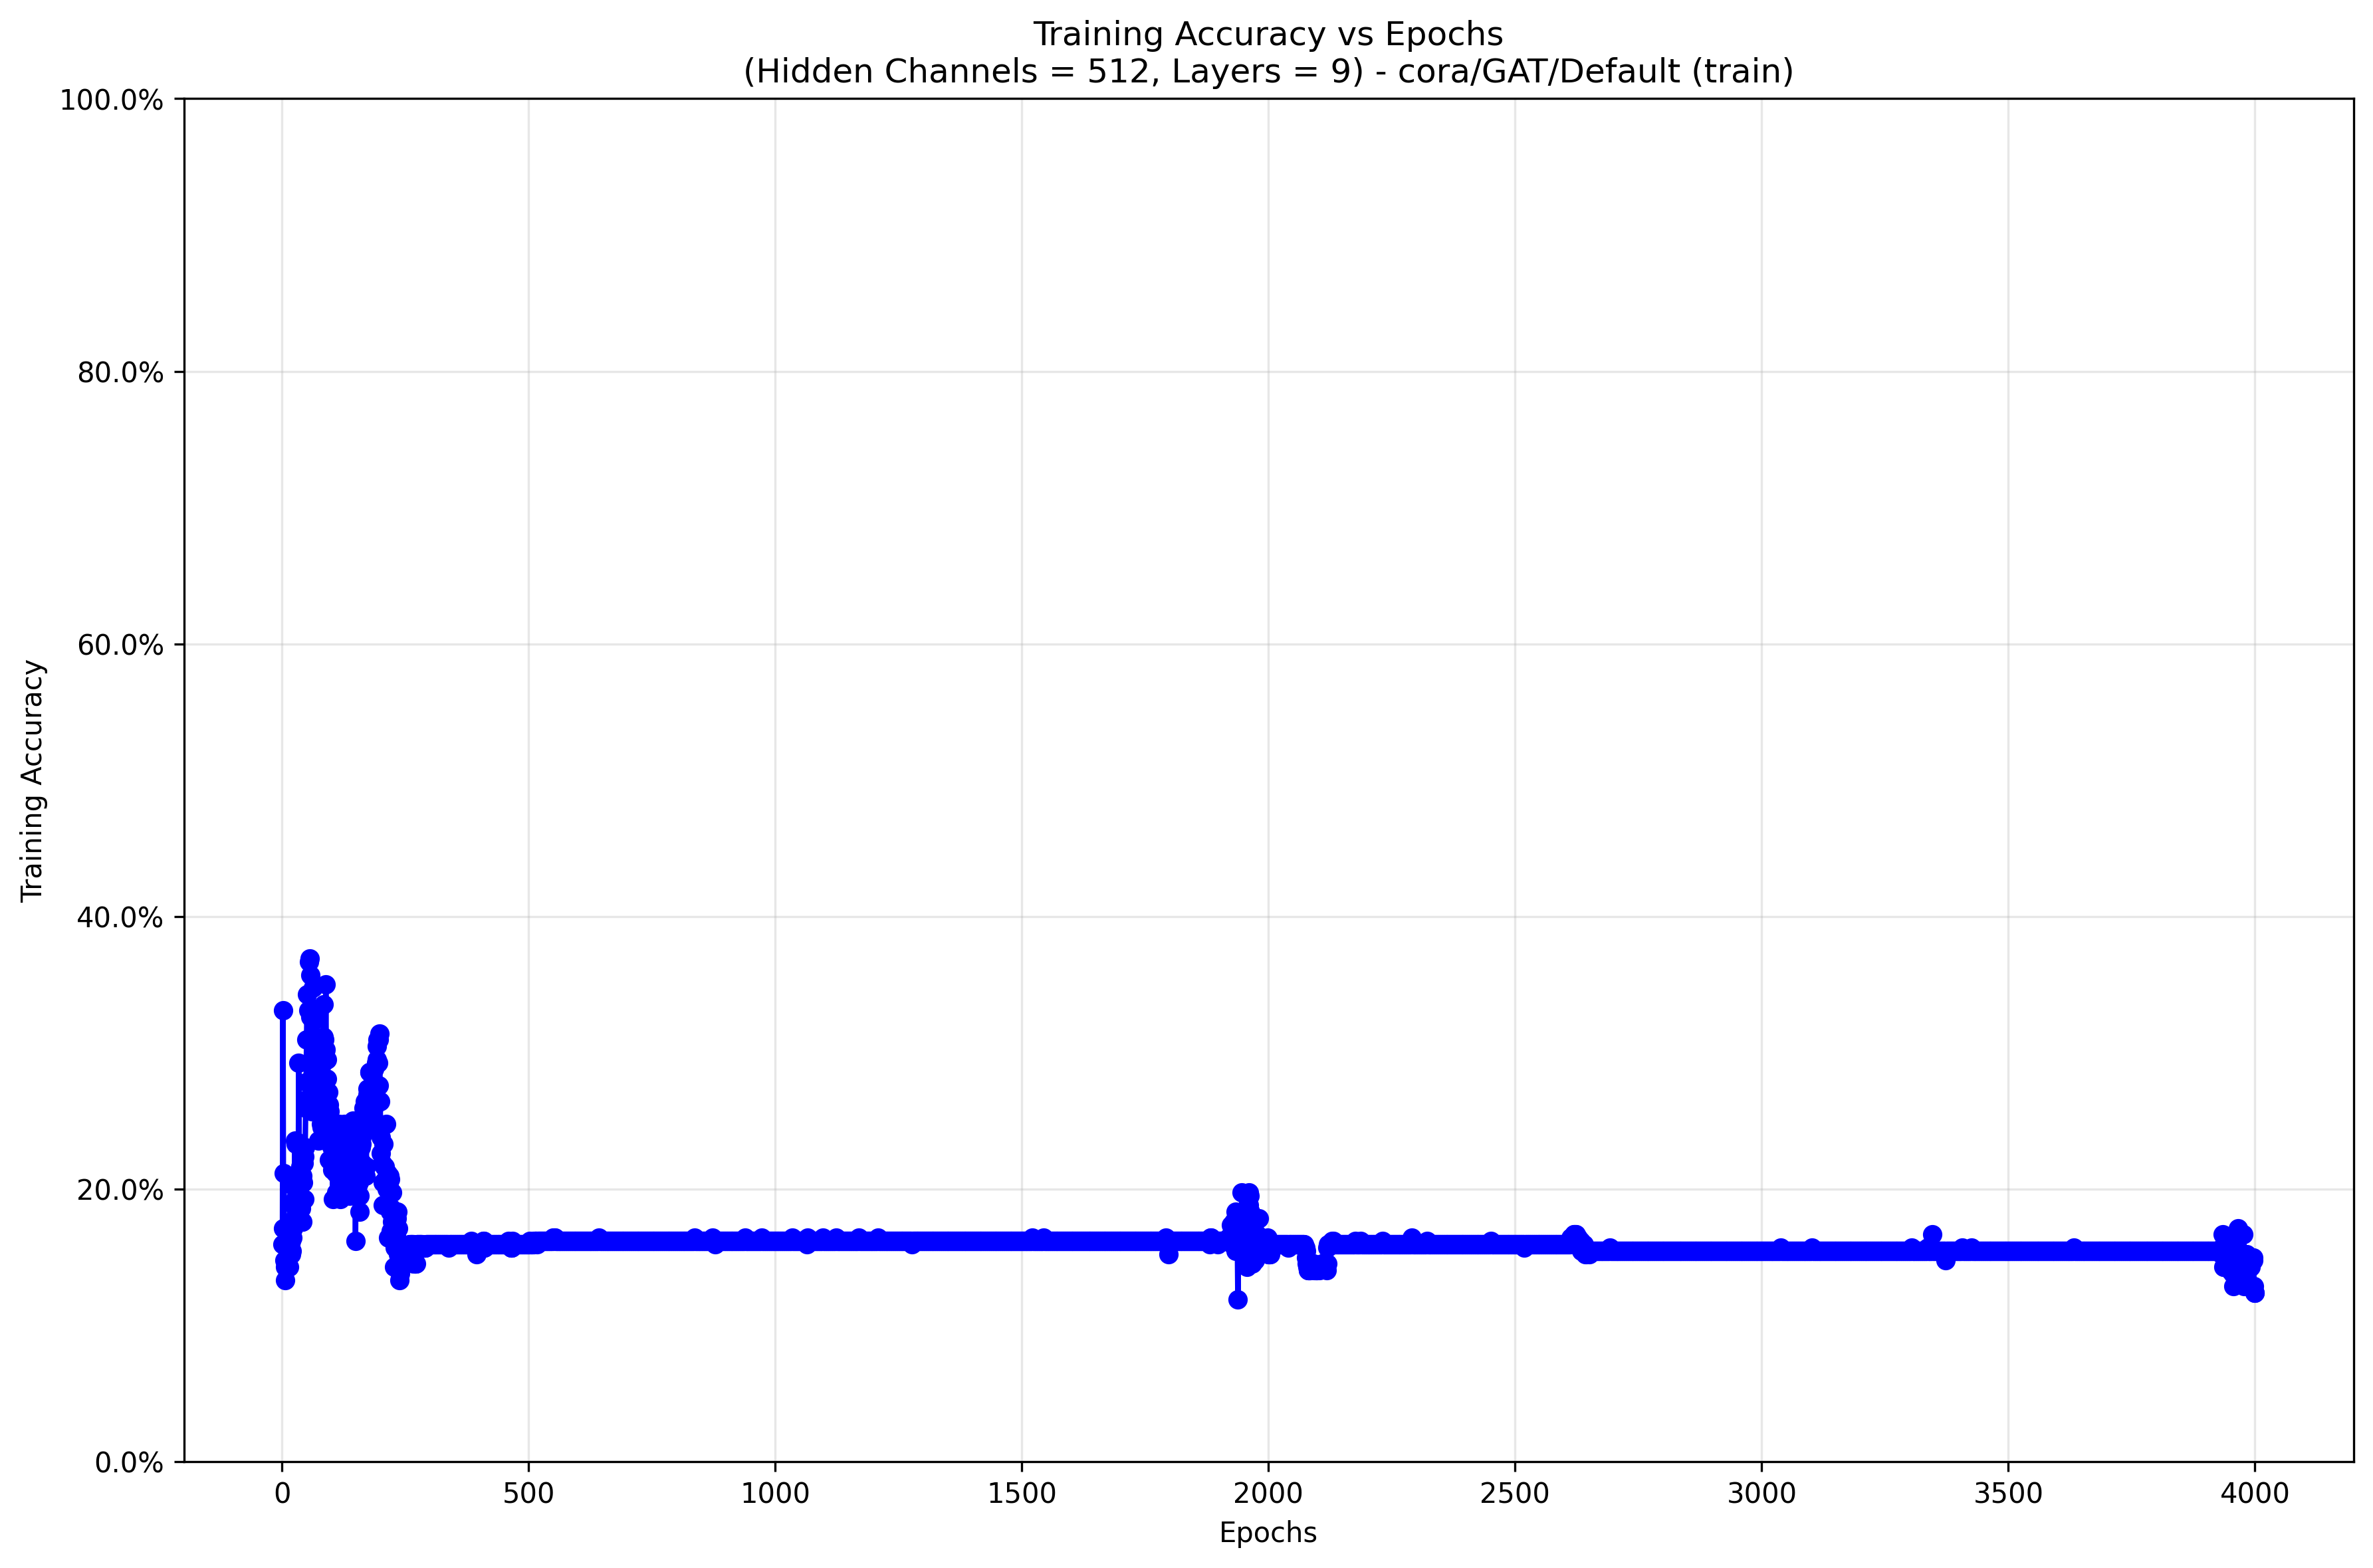 Training Accuracy vs Epochs
(Hidden Channels = 512, Layers = 9) - cora/GAT/Default (train)
100.0%
80.0%
60.0%
40.0%
20.0%
0.0%
Training Accuracy
0 500 1000 1500 2000 2500 3000 3500 4000
Epochs